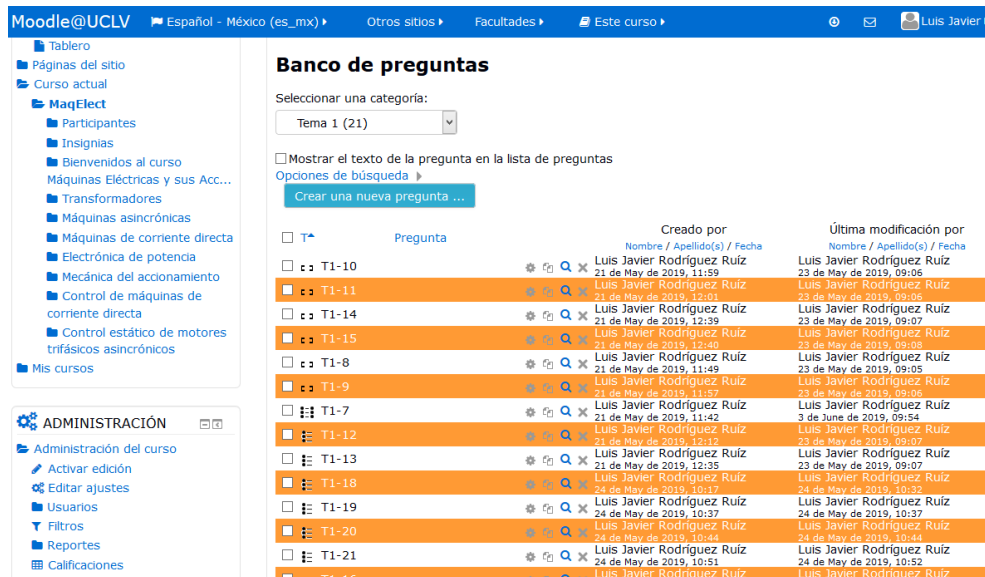 Moodle@UCLV Español - México (es_mx) Otros sitios Facultades Este curso Luis Javier
Tablero
Páginas del sitio
Curso actual
MaqElect
Participantes
Insignias
Bienvenidos al curso
Máquinas Eléctricas y sus Acc...
Transformadores
Máquinas asincrónicas
Máquinas de corriente directa
Electrónica de potencia
Mecánica del accionamiento
Control de máquinas de
corriente directa
Control estático de motores
trifásicos asincrónicos
Mis cursos
ADMINISTRACIÓN
Administración del curso
Activar edición
Editar ajustes
Usuarios
Filtros
Reportes
Calificaciones
Banco de preguntas
Seleccionar una categoría:
Tema 1 (21)
Mostrar el texto de la pregunta en la lista de preguntas
Opciones de búsqueda
Crear una nueva pregunta ...
T Pregunta Creado por Última modificación por
Nombre / Apellido(s) / Fecha Nombre / Apellido(s) / Fecha
T1-10 Luis Javier Rodríguez Ruíz Luis Javier Rodríguez Ruíz
21 de May de 2019, 11:59 23 de May de 2019, 09:06
T1-11 Luis Javier Rodríguez Ruíz Luis Javier Rodríguez Ruíz
21 de May de 2019, 12:01 23 de May de 2019, 09:06
T1-14 Luis Javier Rodríguez Ruíz Luis Javier Rodríguez Ruíz
21 de May de 2019, 12:39 23 de May de 2019, 09:07
T1-15 Luis Javier Rodríguez Ruíz Luis Javier Rodríguez Ruíz
21 de May de 2019, 12:40 23 de May de 2019, 09:08
T1-8 Luis Javier Rodríguez Ruíz Luis Javier Rodríguez Ruíz
21 de May de 2019, 11:49 23 de May de 2019, 09:05
T1-9 Luis Javier Rodríguez Ruíz Luis Javier Rodríguez Ruíz
21 de May de 2019, 11:57 23 de May de 2019, 09:06
T1-7 Luis Javier Rodríguez Ruíz Luis Javier Rodríguez Ruíz
21 de May de 2019, 11:42 3 de June de 2019, 09:54
T1-12 Luis Javier Rodríguez Ruíz Luis Javier Rodríguez Ruíz
21 de May de 2019, 12:12 23 de May de 2019, 09:07
T1-13 Luis Javier Rodríguez Ruíz Luis Javier Rodríguez Ruíz
21 de May de 2019, 12:35 23 de May de 2019, 09:07
T1-18 Luis Javier Rodríguez Ruíz Luis Javier Rodríguez Ruíz
24 de May de 2019, 10:17 24 de May de 2019, 10:32
T1-19 Luis Javier Rodríguez Ruíz Luis Javier Rodríguez Ruíz
24 de May de 2019, 10:37 24 de May de 2019, 10:37
T1-20 Luis Javier Rodríguez Ruíz Luis Javier Rodríguez Ruíz
24 de May de 2019, 10:44 24 de May de 2019, 10:44
T1-21 Luis Javier Rodríguez Ruíz Luis Javier Rodríguez Ruíz
24 de May de 2019, 10:51 24 de May de 2019, 10:52
Luis Javier Rodríguez Ruíz Luis Javier Rodríguez Ruíz